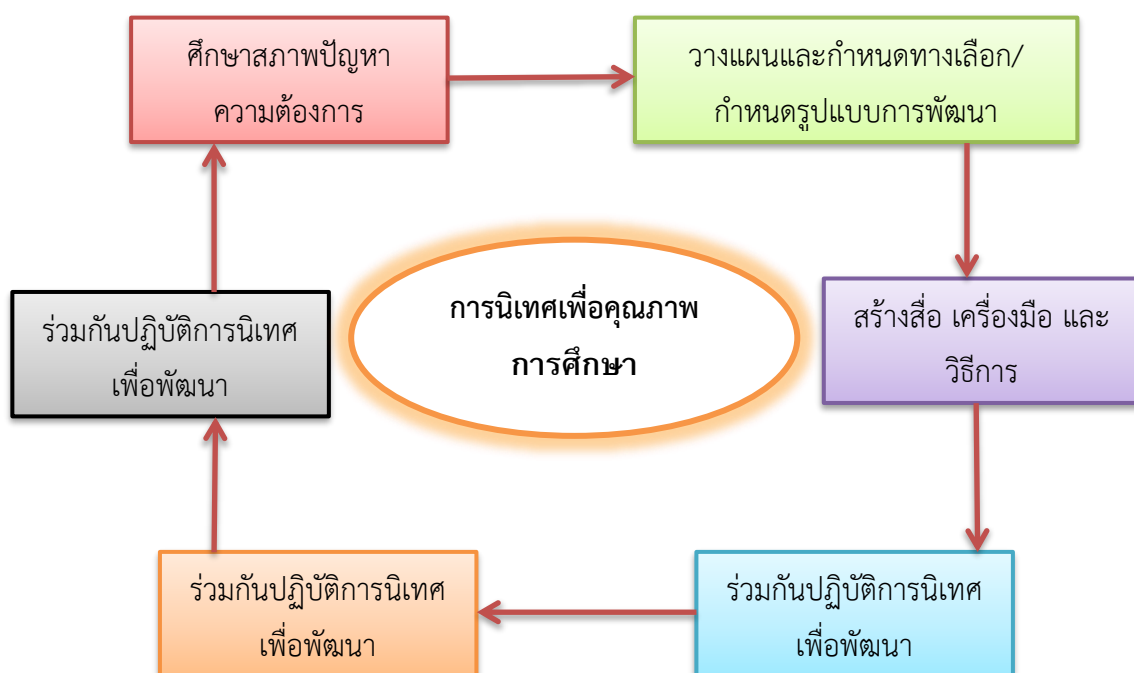 ศึกษาสภาพปัญหา
ความต้องการ
วางแผนและกำหนดทางเลือก/
กำหนดรูปแบบการพัฒนา
สร้างสื่อ เครื่องมือ และ
วิธีการ
ร่วมกันปฏิบัติการนิเทศ
เพื่อพัฒนา
ร่วมกันปฏิบัติการนิเทศ
เพื่อพัฒนา
ร่วมกันปฏิบัติการนิเทศ
เพื่อพัฒนา
การนิเทศเพื่อคุณภาพ
การศึกษา